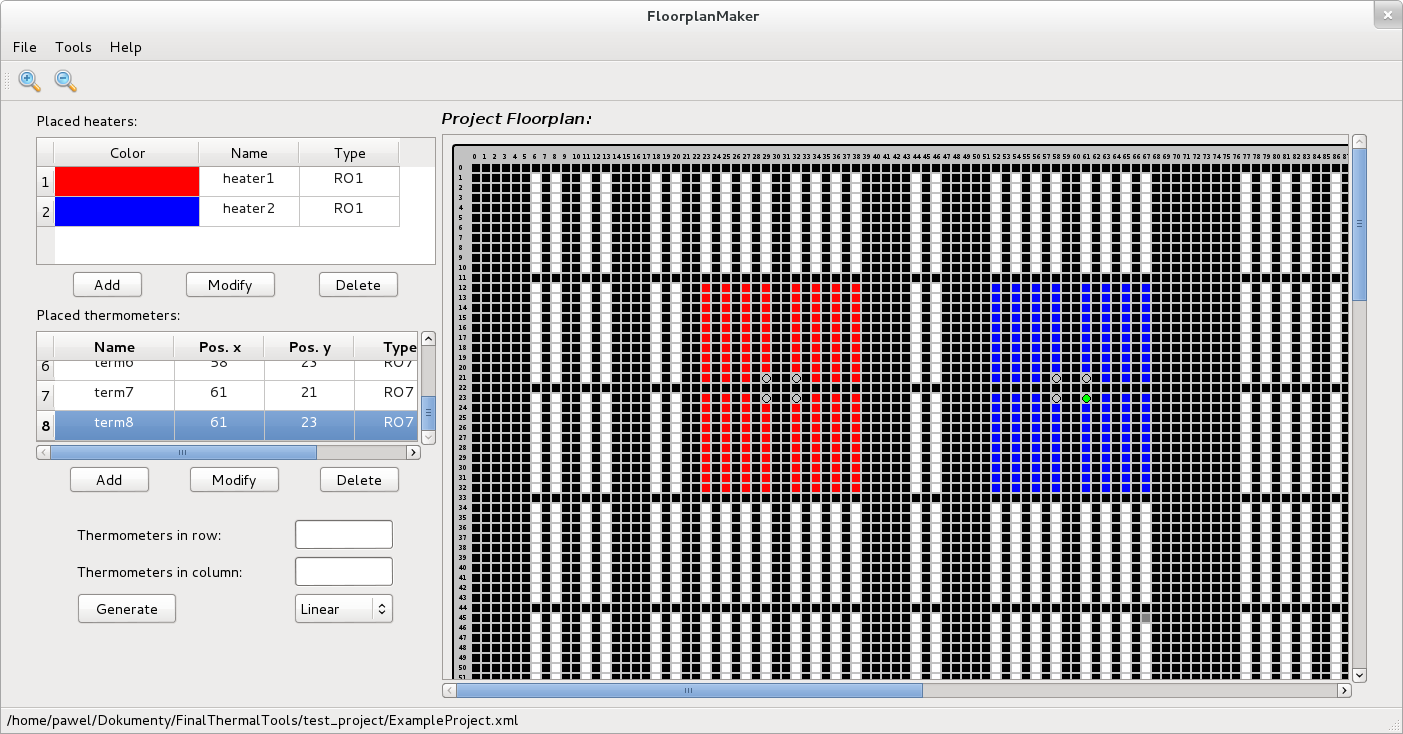 FloorplanMaker
File Tools Help
Placed heaters:
Color Name Type
1 heater1 RO1
2 heater2 RO1
Add Modify Delete
Placed thermometers:
Name Pos. x Pos. y Type
6 term6 58 23 RO7
7 term7 61 21 RO7
8 term8 61 23 RO7
Add Modify Delete
Thermometers in row:
Thermometers in column:
Generate Linear
Project Floorplan:
0 1 2 3 4 5 6 7 8 9 10 11 12 13 14 15 16 17 18 19 20 21 22 23 24 25 26 27 28 29 30 31 32 33 34 35 36 37 38 39 40 41 42 43 44 45 46 47 48 49 50 51 52 53 54 55 56 57 58 59 60 61 62 63 64 65 66 67 68 69 70 71 72 73 74 75 76 77 78 79 80 81 82 83 84 85 86 87
0
1
2
3
4
5
6
7
8
9
10
11
12
13
14
15
16
17
18
19
20
21
22
23
24
25
26
27
28
29
30
31
32
33
34
35
36
37
38
39
40
41
42
43
44
45
46
47
48
49
50
51
/home/pawel/Dokumenty/FinalThermalTools/test_project/ExampleProject.xml